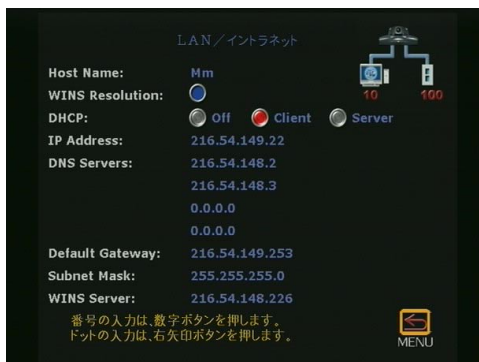 LAN／イントラネット
Host Name: Mm
WINS Resolution:
10 100
DHCP: Off Client Server
IP Address: 216.54.149.22
DNS Servers: 216.54.148.2
216.54.148.3
0.0.0.0
0.0.0.0
Default Gateway: 216.54.149.253
Subnet Mask: 255.255.255.0
WINS Server: 216.54.148.226
番号の入力は、数字ボタンを押します。
ドットの入力は、右矢印ボタンを押します。
MENU